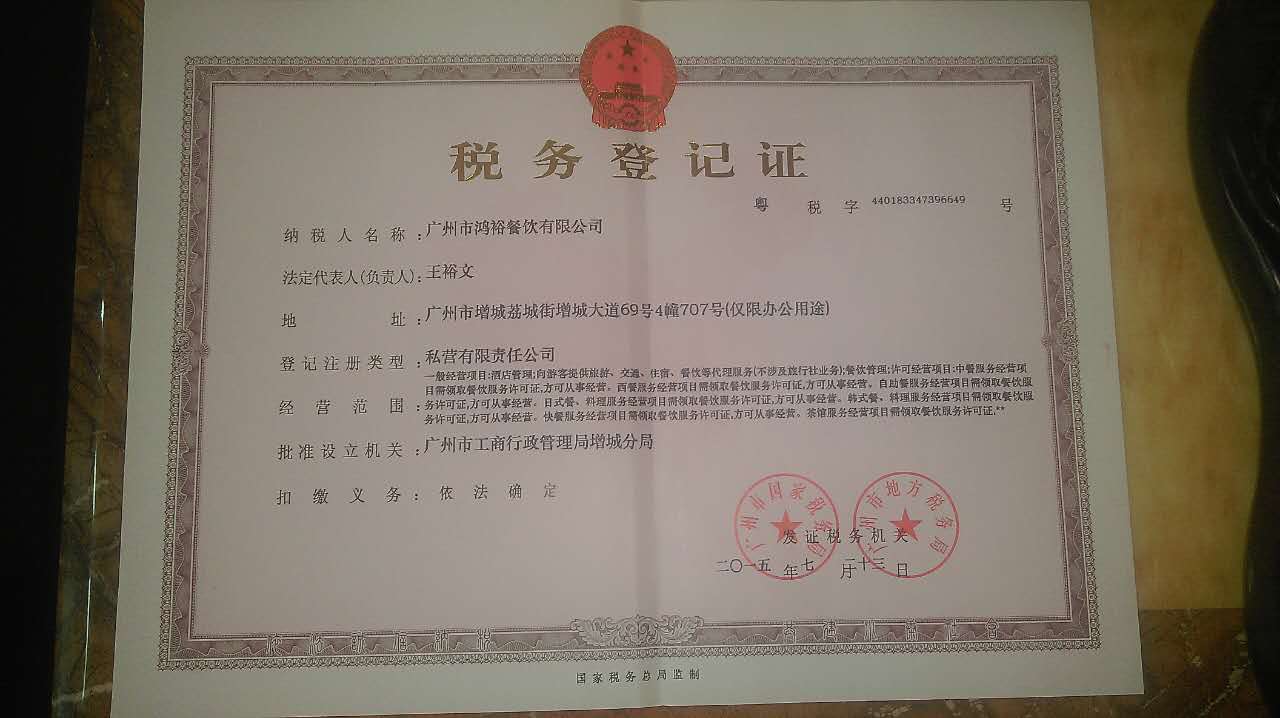 税务登记证
粤 税 字 440183347396649 号
纳税人名称：广州市鸿裕餐饮有限公司
法定代表人(负责人)：王裕文
地 址：广州市增城荔城街增城大道69号4幢707号(仅限办公用途)
登记注册类型：私营有限责任公司
经营范围：一般经营项目:酒店管理;向游客提供旅游、交通、住宿、餐饮等代理服务(不涉及旅行社业务);餐饮管理;许可经营项目:中餐服务经营项
目需领取餐饮服务许可证,方可从事经营。西餐服务经营项目需领取餐饮服务许可证,方可从事经营。自助餐服务经营项目需领取餐饮服
务许可证,方可从事经营。日式餐、料理服务经营项目需领取餐饮服务许可证,方可从事经营。韩式餐、料理服务经营项目需领取餐饮服
务许可证,方可从事经营。快餐服务经营项目需领取餐饮服务许可证,方可从事经营。茶馆服务经营项目需领取餐饮服务许可证.**
批准设立机关：广州市工商行政管理局增城分局
扣缴义务：依法确定
广州市国家税务局
广州市地方税务局
发证税务机关
二〇一五年七月二十三日
国家税务总局监制